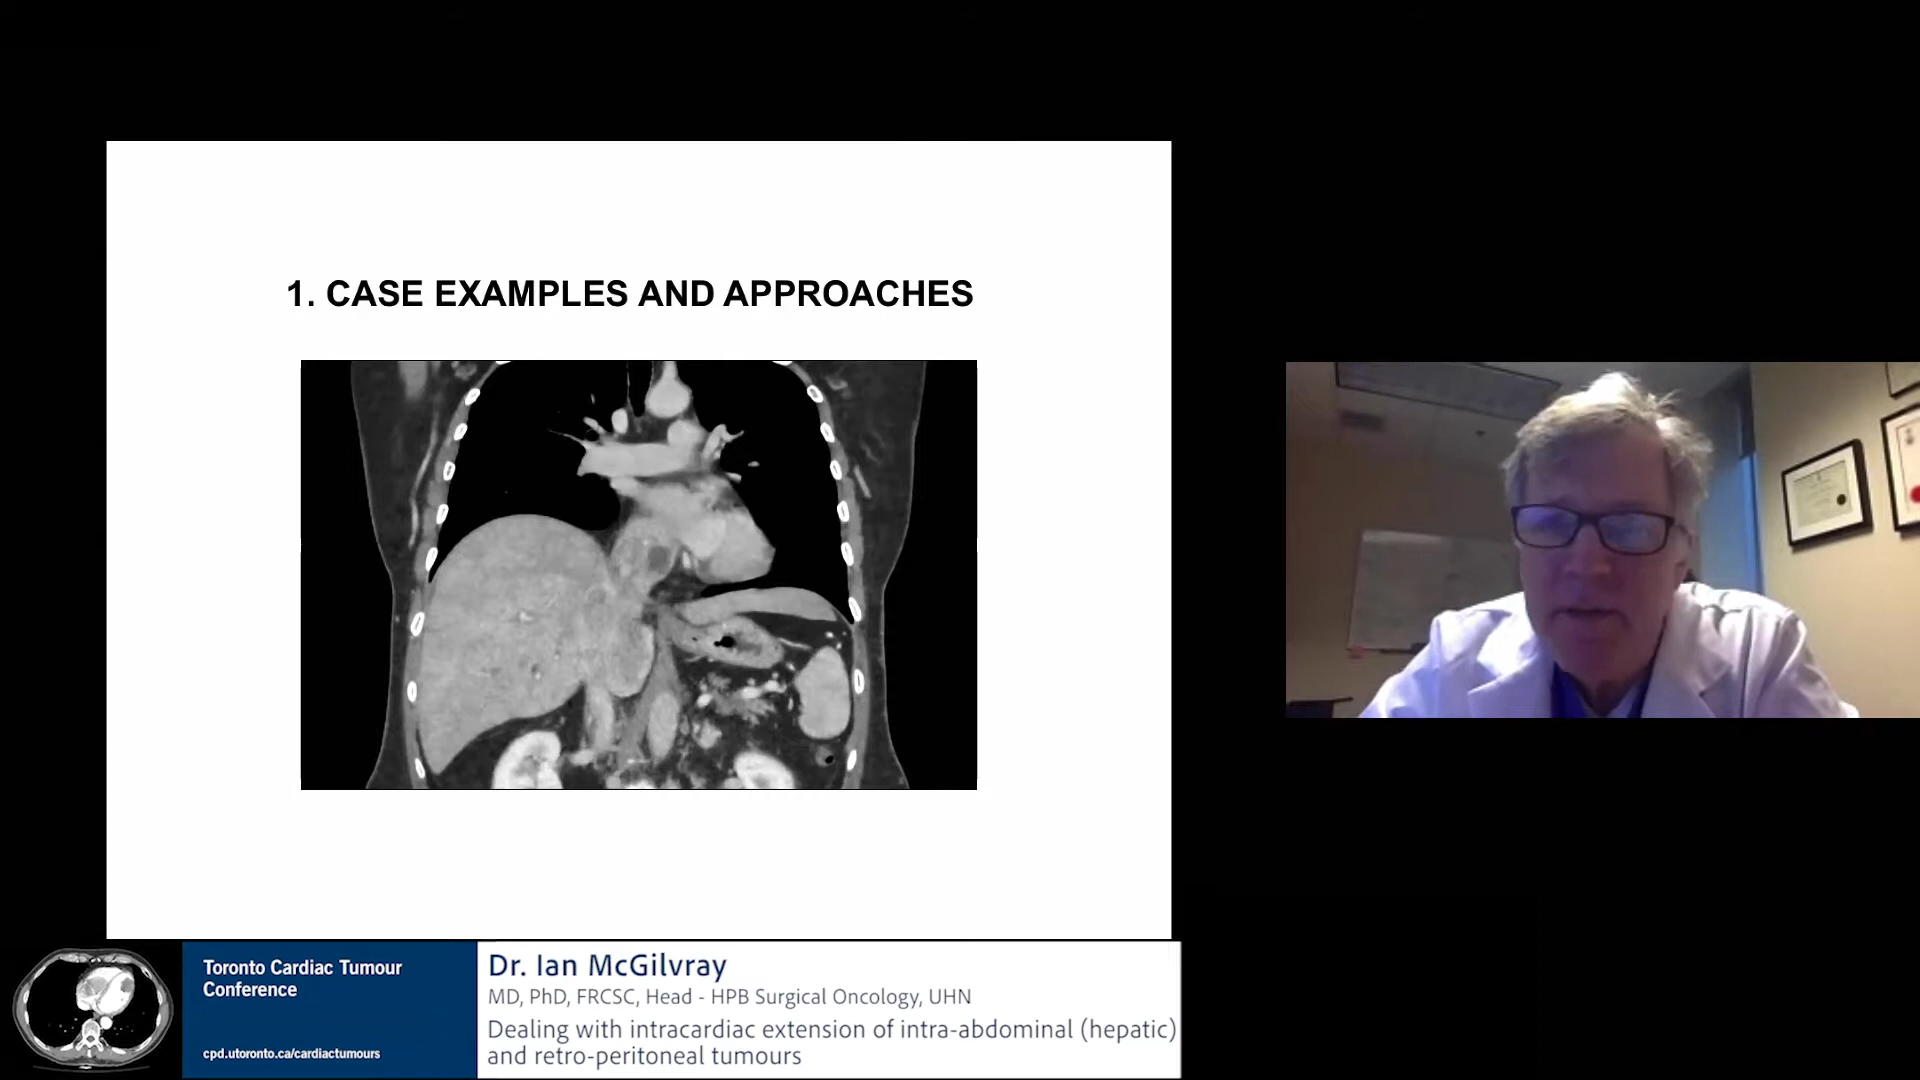 1. CASE EXAMPLES AND APPROACHES
Toronto Cardiac Tumour
Conference
cpd.utoronto.ca/cardiactumours
Dr. Ian McGilvray
MD, PhD, FRCSC, Head - HPB Surgical Oncology, UHN
Dealing with intracardiac extension of intra-abdominal (hepatic)
and retro-peritoneal tumours